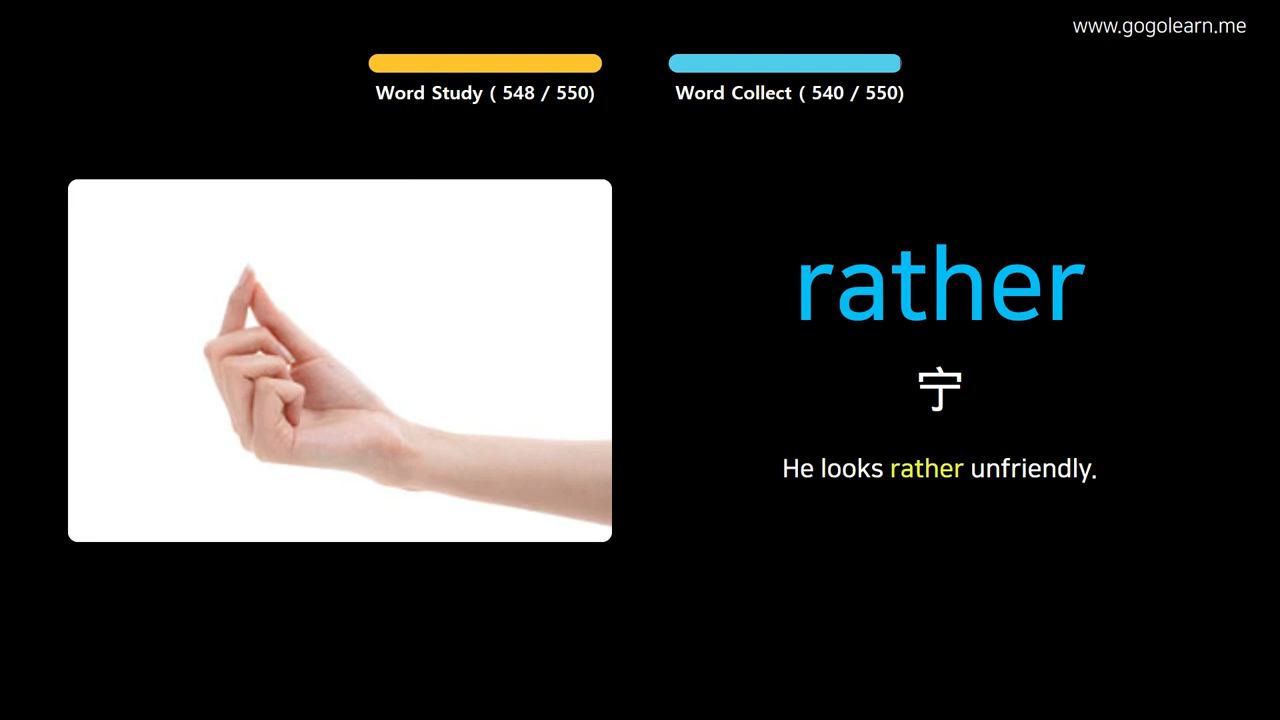 www.gogolearn.me
Word Study ( 548 / 550)
Word Collect ( 540 / 550)
rather
宁
He looks rather unfriendly.